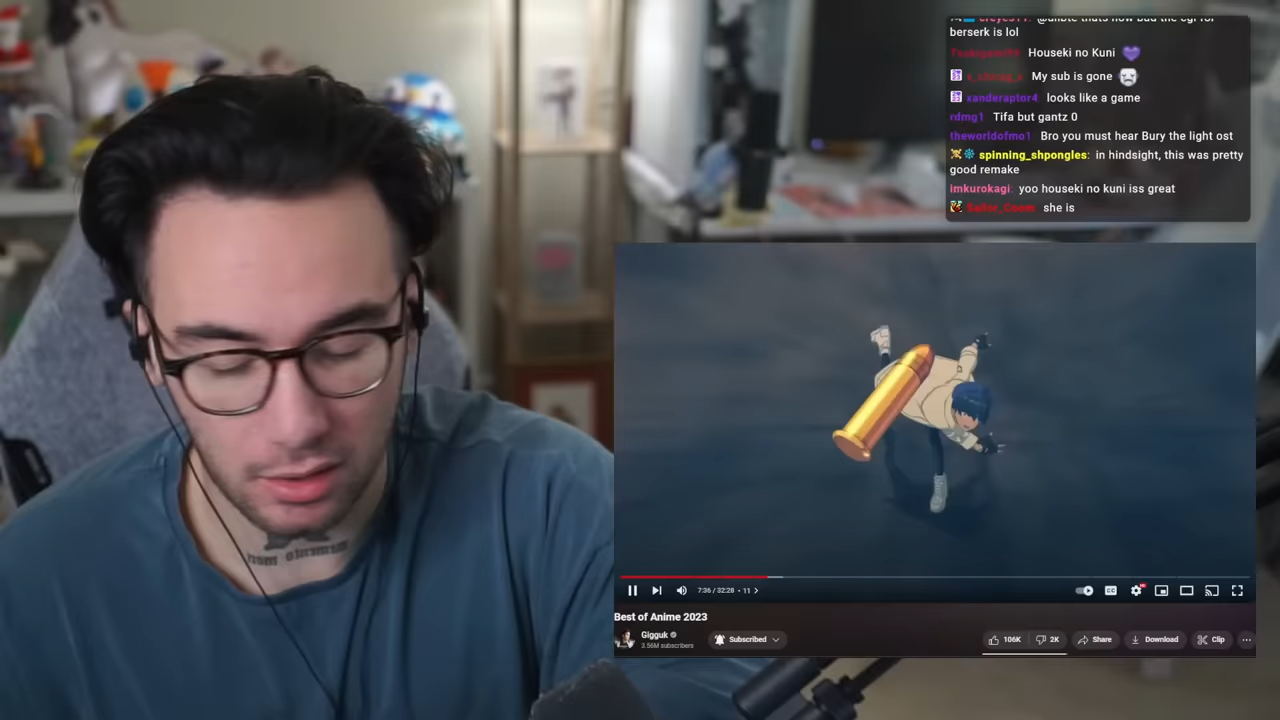 berserk is lol
Houseki no Kuni
My sub is gone
xanderaptor4 looks like a game
rdmg1 Tifa but gantz 0
theworldofmo1 Bro you must hear Bury the light ost
spinning_shpongles: in hindsight, this was pretty
good remake
imkurokagi: yoo houseki no kuni iss great
Sailor_Coom she is
7:36 / 32:28 • 11
CC
Best of Anime 2023
Gigguk
3.56M subscribers
Subscribed
106K
2K
Share
Download
Clip